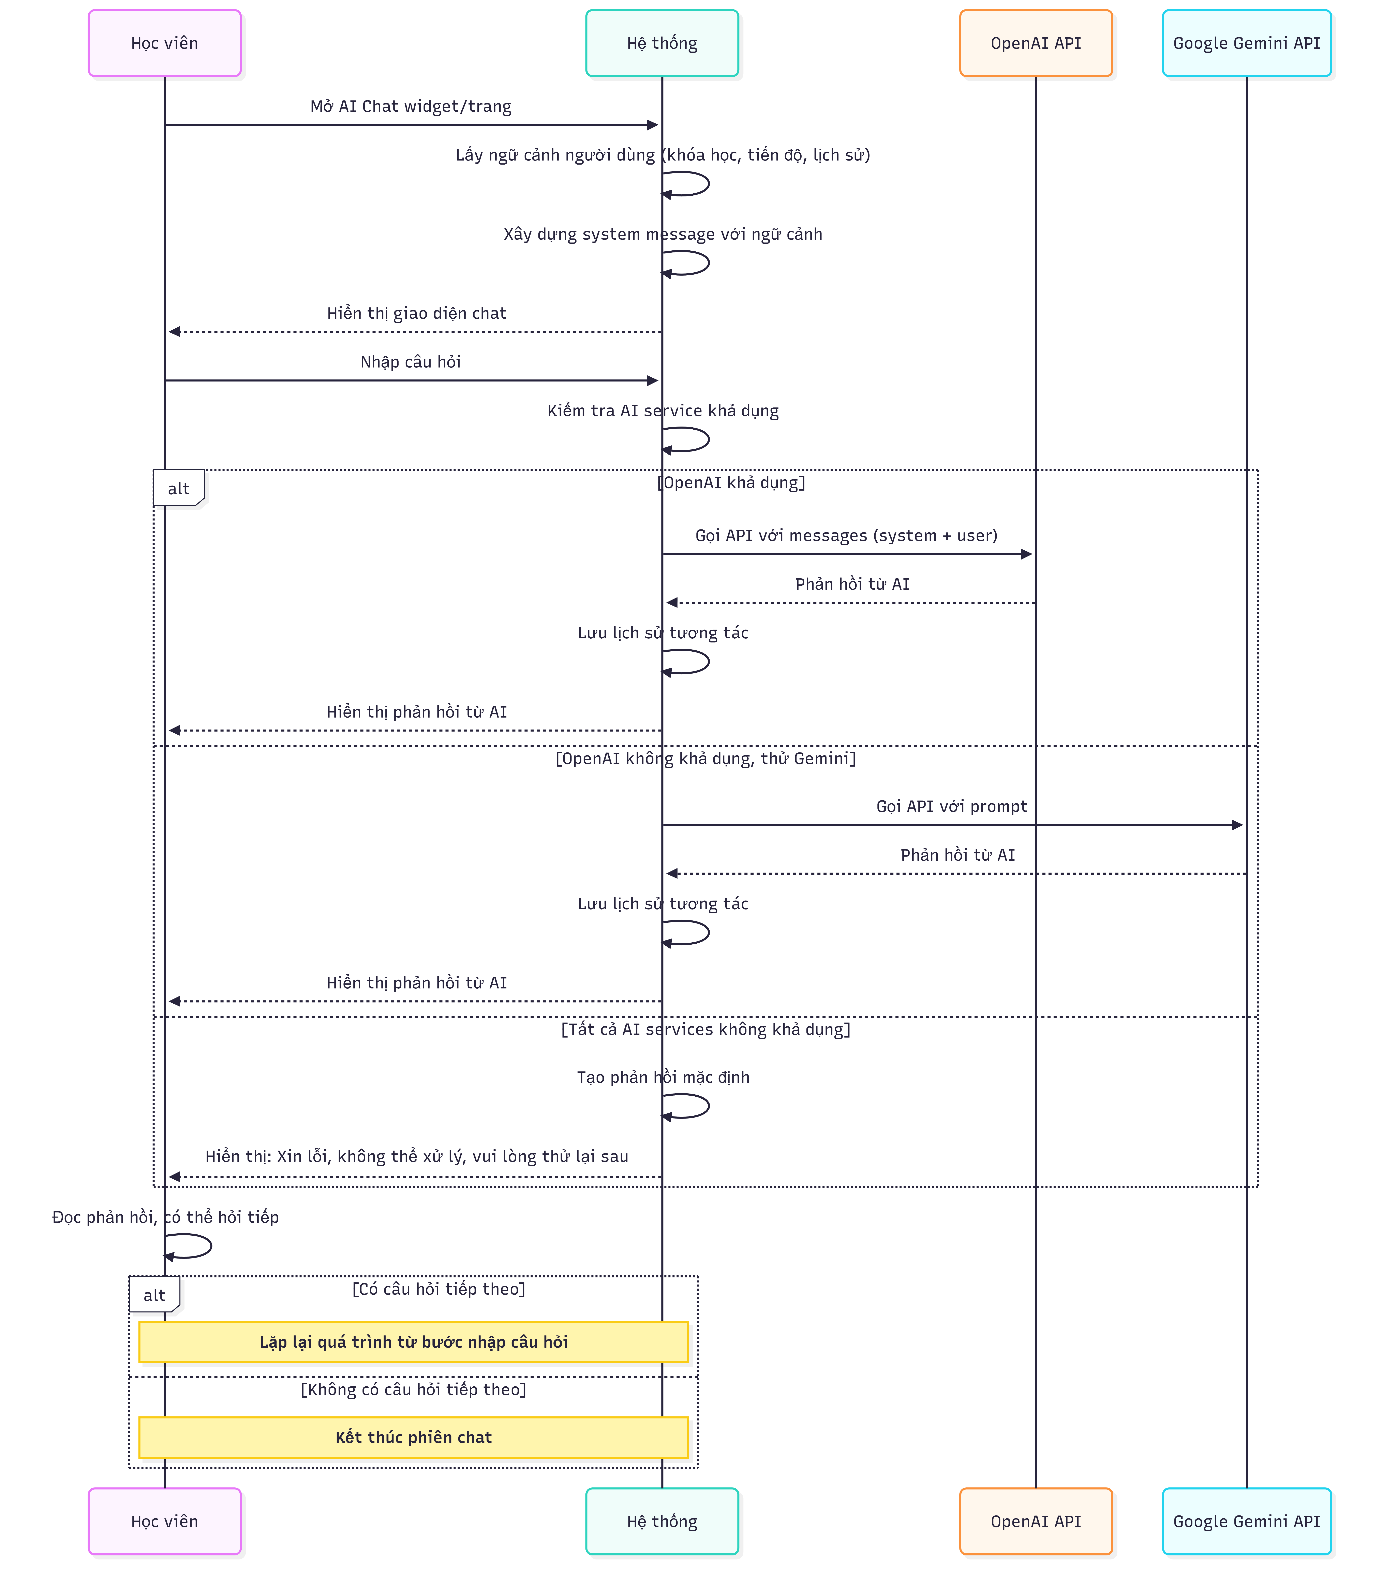 Học viên
Hệ thống
OpenAI API
Google Gemini API
Mở AI Chat widget/trang
Lấy ngữ cảnh người dùng (khóa học, tiến độ, lịch sử)
Xây dựng system message với ngữ cảnh
Hiển thị giao diện chat
Nhập câu hỏi
Kiểm tra AI service khả dụng
alt
[OpenAI khả dụng]
Gọi API với messages (system + user)
Phản hồi từ AI
Lưu lịch sử tương tác
Hiển thị phản hồi từ AI
[OpenAI không khả dụng, thử Gemini]
Gọi API với prompt
Phản hồi từ AI
Lưu lịch sử tương tác
Hiển thị phản hồi từ AI
[Tất cả AI services không khả dụng]
Tạo phản hồi mặc định
Hiển thị: Xin lỗi, không thể xử lý, vui lòng thử lại sau
Đọc phản hồi, có thể hỏi tiếp
alt
[Có câu hỏi tiếp theo]
Lặp lại quá trình từ bước nhập câu hỏi
[Không có câu hỏi tiếp theo]
Kết thúc phiên chat
Học viên
Hệ thống
OpenAI API
Google Gemini API